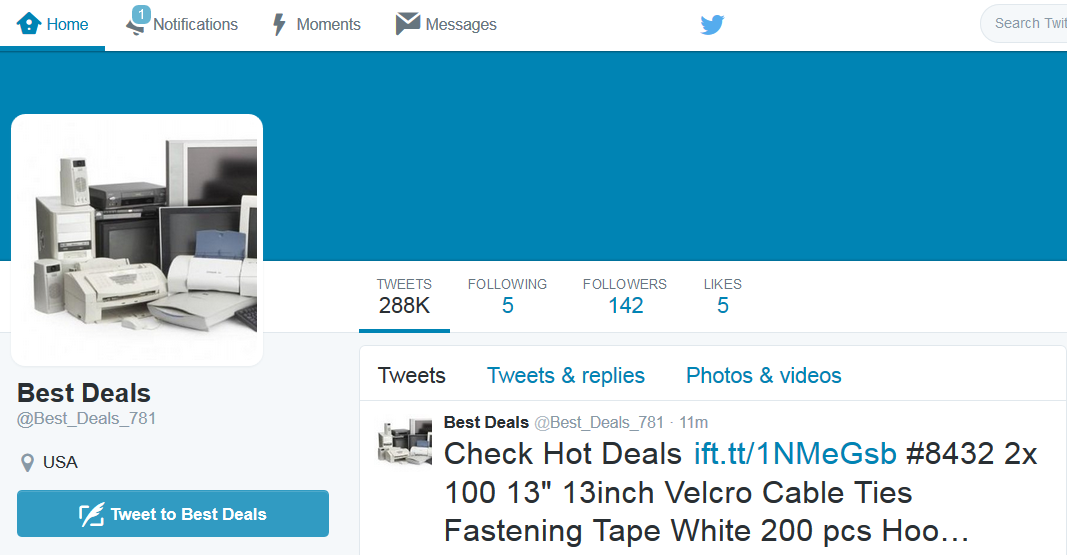 Home
1
Notifications
Moments
Messages
Search Twit
TWEETS
FOLLOWING
FOLLOWERS
LIKES
288K
5
142
5
Best Deals
@Best_Deals_781
USA
Tweet to Best Deals
Tweets
Tweets & replies
Photos & videos
Best Deals @Best_Deals_781 · 11m
Check Hot Deals ift.tt/1NMeGsb #8432 2x
100 13" 13inch Velcro Cable Ties
Fastening Tape White 200 pcs Hoo…